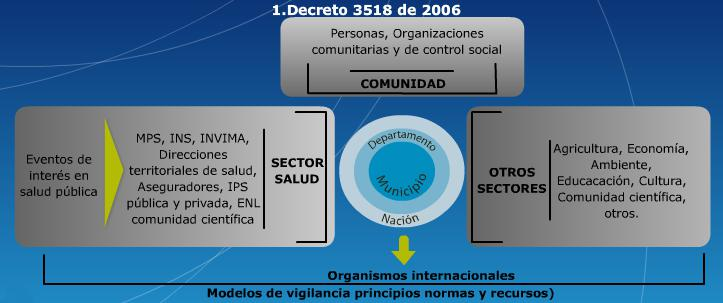 1.Decreto 3518 de 2006
Personas, Organizaciones
comunitarias y de control social
COMUNIDAD
Eventos de
interés en
salud pública
MPS, INS, INVIMA,
Direcciones
territoriales de salud,
Aseguradores, IPS
pública y privada, ENL
comunidad científica
SECTOR
SALUD
Departamento
Municipio
Nación
OTROS
SECTORES
Agricultura, Economía,
Ambiente,
Educacación, Cultura,
Comunidad científica,
otros.
Organismos internacionales
Modelos de vigilancia principios normas y recursos)